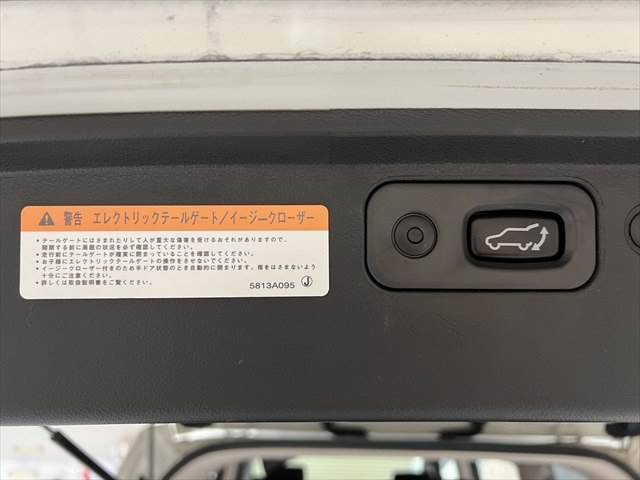 警告 エレクトリックテールゲート/イージークローザー
・テールゲートにはさまれたりして人が重大な傷害を受けるおそれがありますので、
開閉する前に周囲の状況を必ず確認してください。
・走行前にテールゲートが確実に閉まっていることを確認してください。
・お子様にエレクトリックテールゲートの操作をさせないでください。
・イージークローザー付きのため半ドア状態のとき自動的に閉まります。指をはさまないよう
十分にご注意ください。
・詳しくは取扱説明書をご覧ください。
5813A095 J